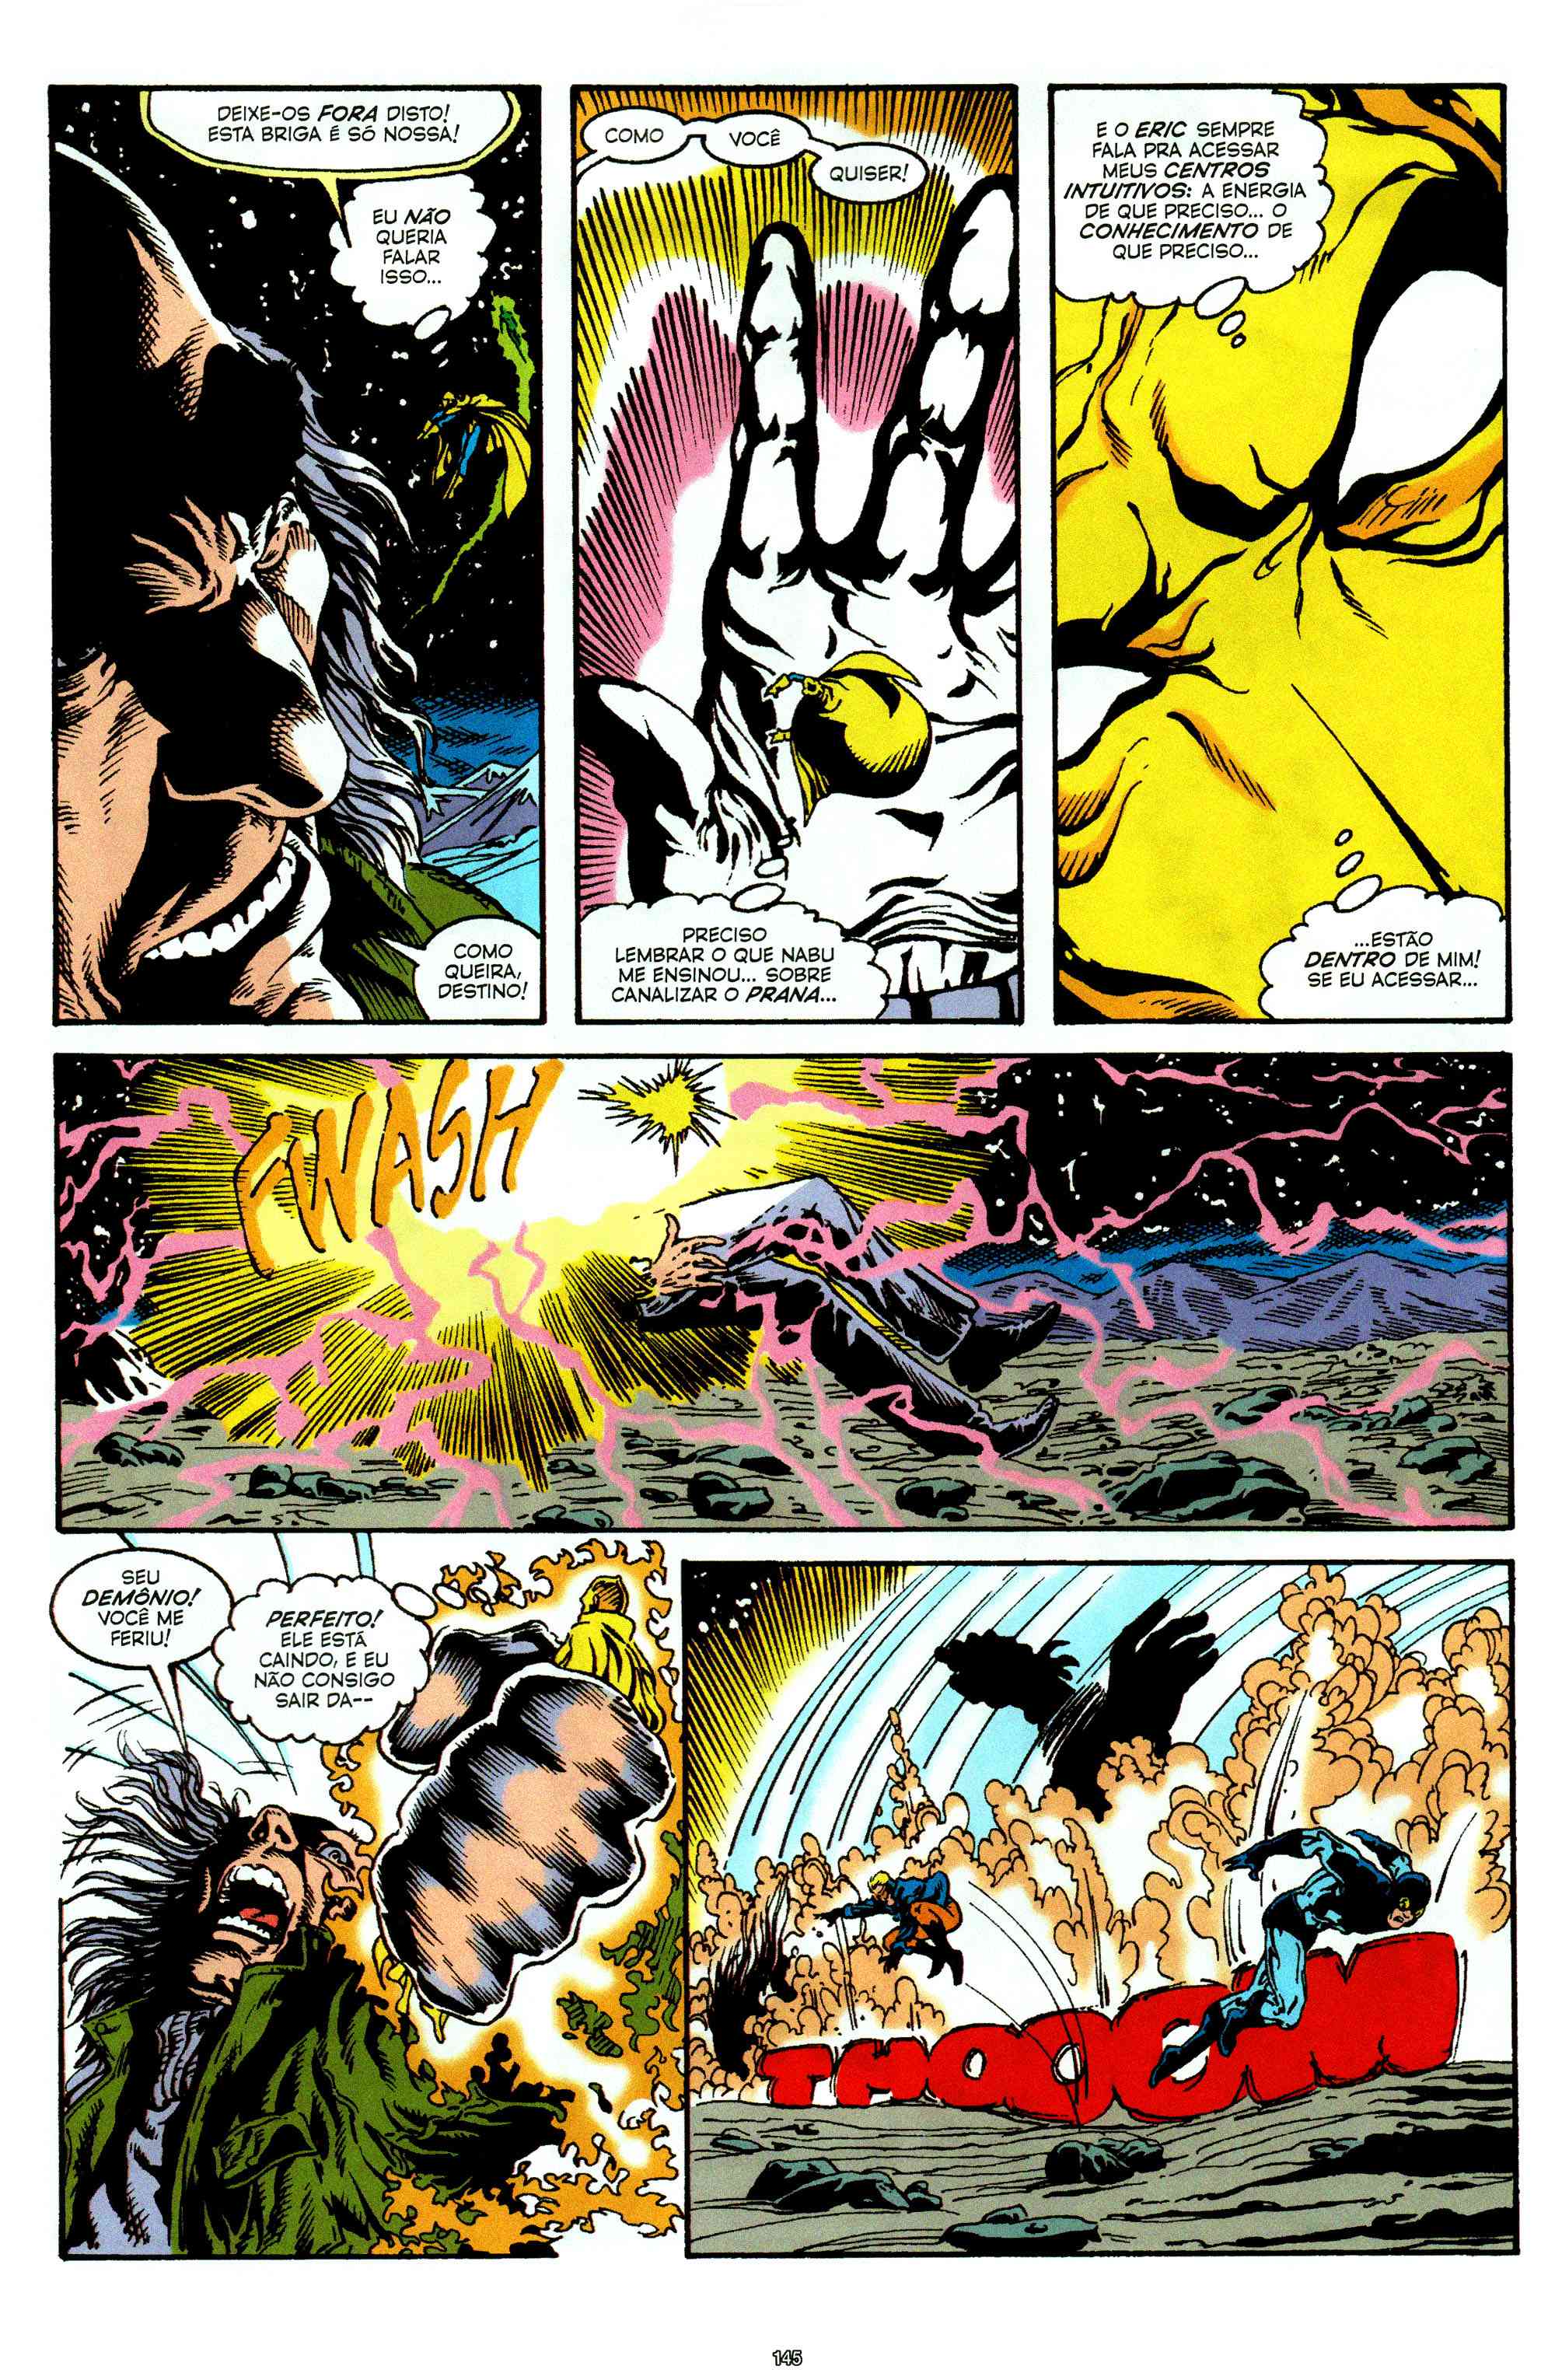 DEIXE-OS FORA DISTO!
ESTA BRIGA É SÓ NOSSA!
EU NÃO
QUERIA
FALAR
ISSO...
COMO
QUEIRA,
DESTINO!
COMO
VOCÊ
QUISER!
PRECISO
LEMBRAR O QUE NABU
ME ENSINOU... SOBRE
CANALIZAR O PRANA...
E O ERIC SEMPRE
FALA PRA ACESSAR
MEUS CENTROS
INTUITIVOS: A ENERGIA
DE QUE PRECISO... O
CONHECIMENTO DE
QUE PRECISO...
...ESTÃO
DENTRO DE MIM!
SE EU ACESSAR...
FWASH
SEU
DEMÔNIO!
VOCÊ ME
FERIU!
PERFEITO!
ELE ESTÁ
CAINDO, E EU
NÃO CONSIGO
SAIR DA--
THOOOM
145